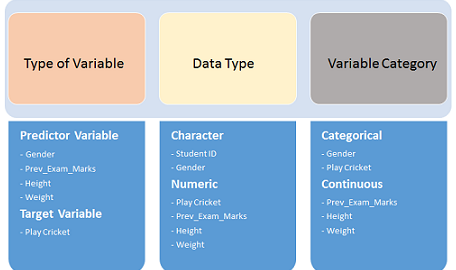 Type of Variable
Data Type
Variable Category
Predictor Variable
- Gender
- Prev_Exam_Marks
- Height
- Weight
Target Variable
- Play Cricket
Character
- Student ID
- Gender
Numeric
- Play Cricket
- Prev_Exam_Marks
- Height
- Weight
Categorical
- Gender
- Play Cricket
Continuous
- Prev_Exam_Marks
- Height
- Weight